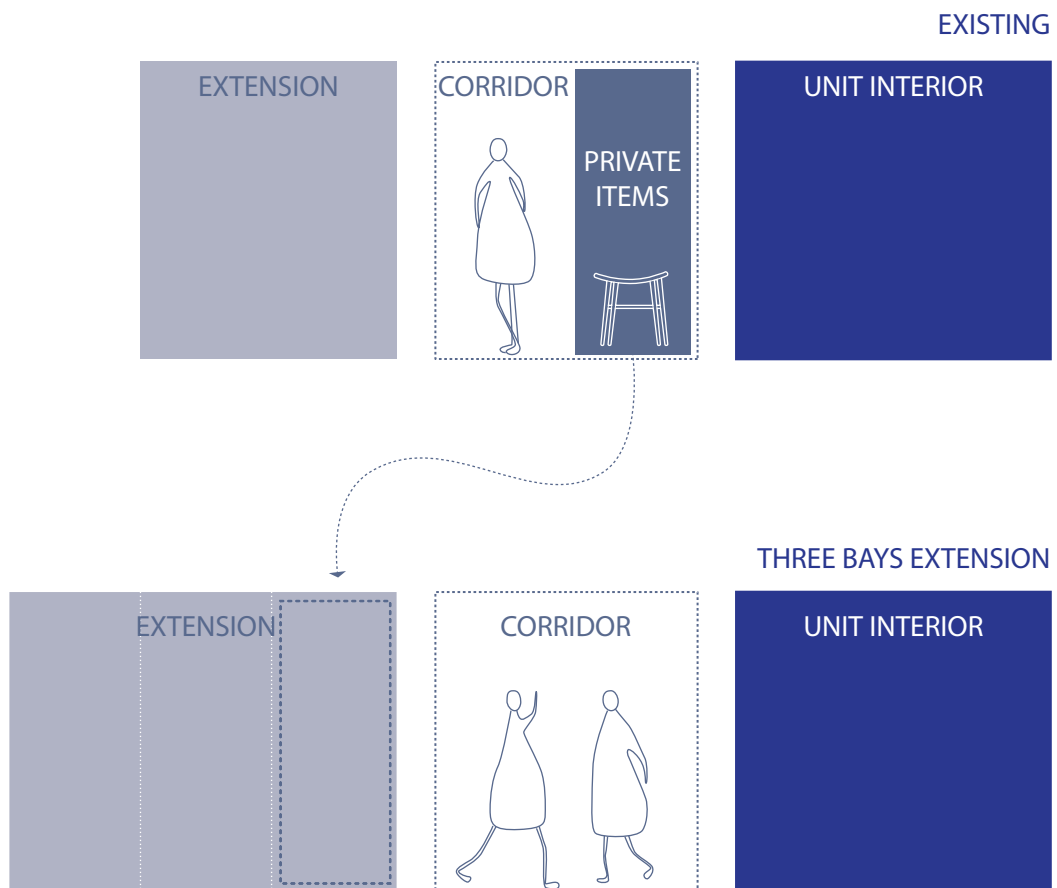 EXISTING
EXTENSION
CORRIDOR
UNIT INTERIOR
PRIVATE
ITEMS
THREE BAYS EXTENSION
EXTENSION
CORRIDOR
UNIT INTERIOR